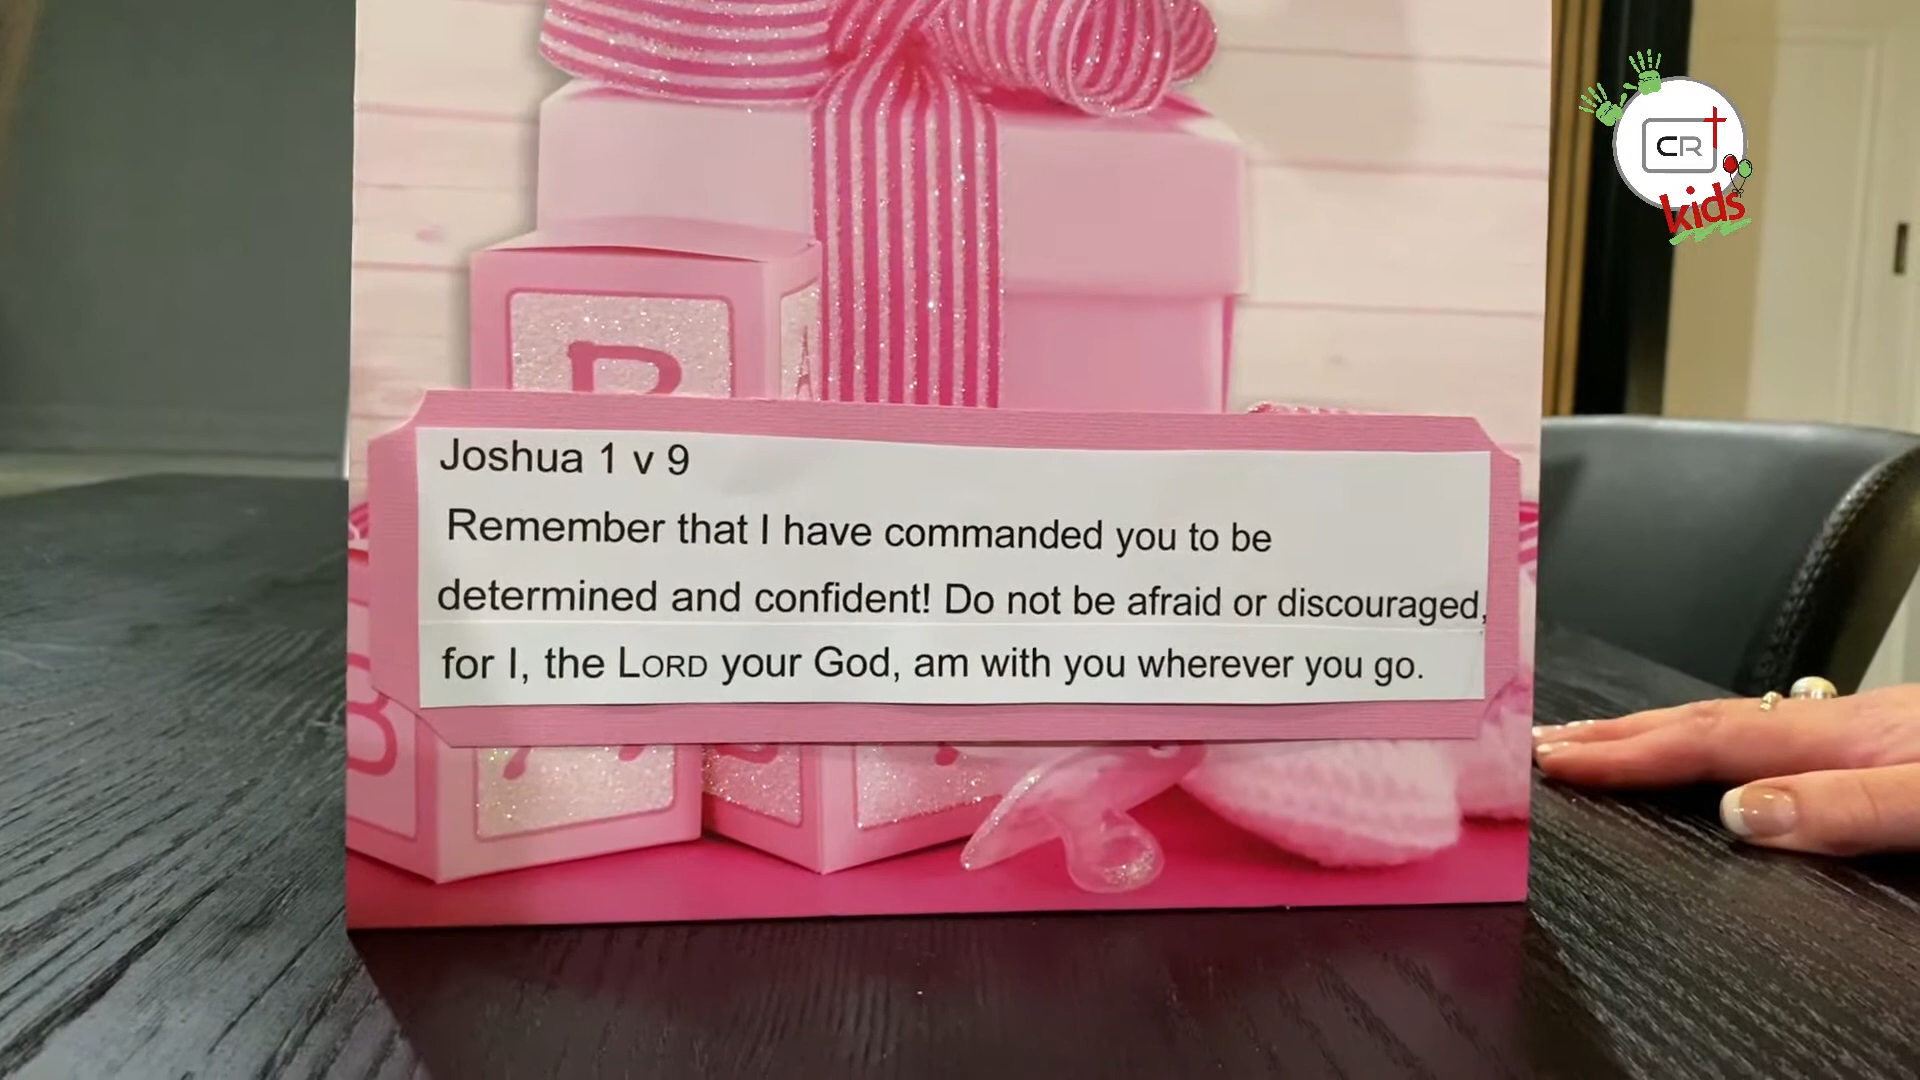 CR
kids
B
Joshua 1 v 9
Remember that I have commanded you to be
determined and confident! Do not be afraid or discouraged,
for I, the LORD your God, am with you wherever you go.